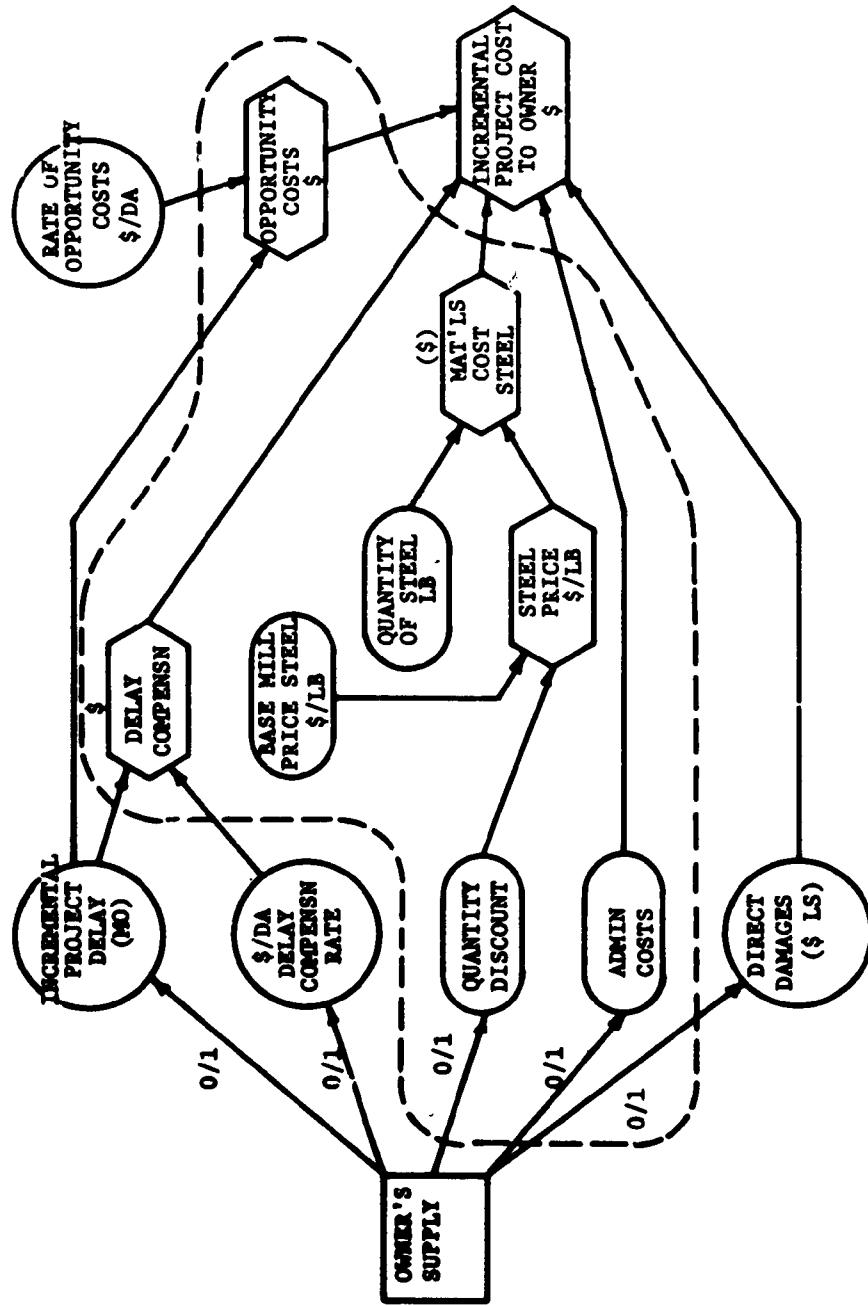 RATE OF
OPPORTUNITY
COSTS
$/DA
INCREMENTAL
PROJECT
DELAY
(MO)
$
DELAY
COMPENSN
OPPORTUNITY
COSTS
$
0/1
$/DA
DELAY
COMPENSN
RATE
0/1
BASE MILL
PRICE STEEL
$/LB
QUANTITY
OF STEEL
LB
($)
MAT'LS
COST
STEEL
INCREMENTAL
PROJECT COST
TO OWNER
$
OWNER'S
SUPPLY
0/1
QUANTITY
DISCOUNT
STEEL
PRICE
$/LB
0/1
ADMIN
COSTS
0/1
DIRECT
DAMAGES
($ LS)